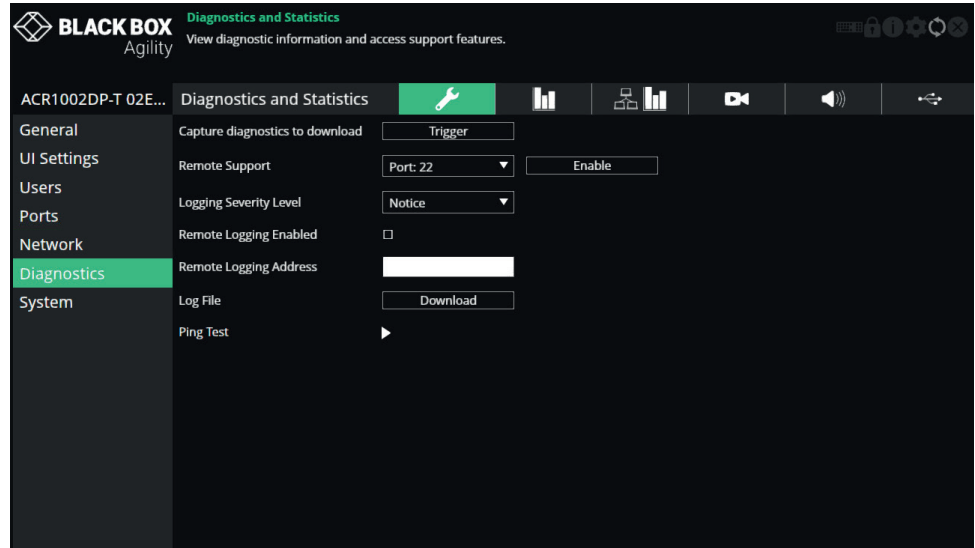 BLACK BOX
Agility
Diagnostics and Statistics
View diagnostic information and access support features.
ACR1002DP-T 02E...
Diagnostics and Statistics
General
UI Settings
Users
Ports
Network
Diagnostics
System
Capture diagnostics to download
Trigger
Remote Support
Port: 22
Enable
Logging Severity Level
Notice
Remote Logging Enabled
Remote Logging Address
Log File
Download
Ping Test